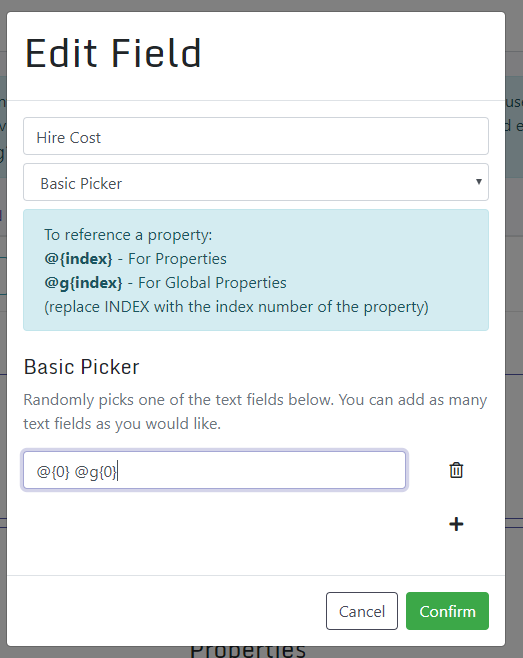 Edit Field
Hire Cost
Basic Picker
To reference a property:
@{index} - For Properties
@g{index} - For Global Properties
(replace INDEX with the index number of the property)
Basic Picker
Randomly picks one of the text fields below. You can add as many
text fields as you would like.
@{0} @g{0}
Cancel
Confirm
Properties